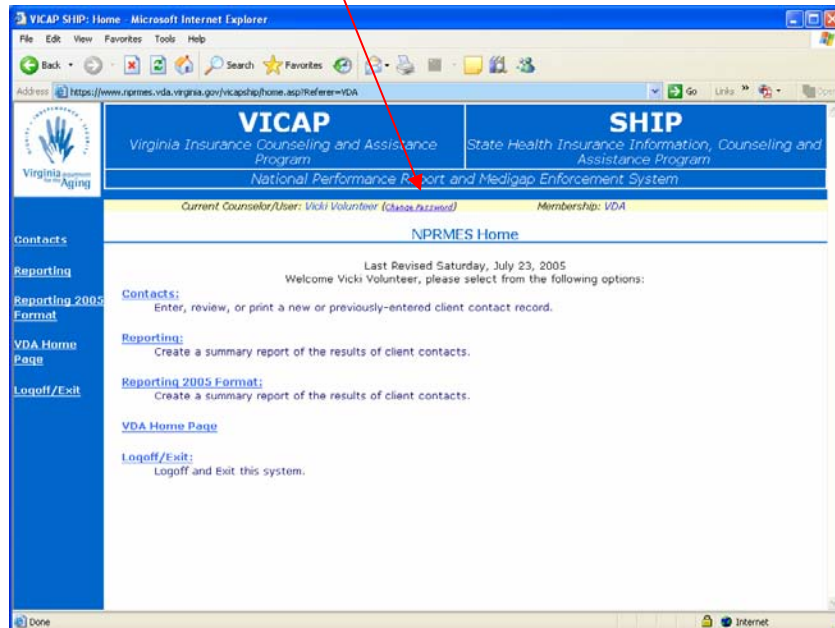 VICAP SHIP: Home - Microsoft Internet Explorer
File Edit View Favorites Tools Help
Back Search Favorites
Address https://www.nprmes.vda.virginia.gov/vicapship/home.asp?Referer=VDA Go Links
VICAP
Virginia Insurance Counseling and Assistance
Program
SHIP
State Health Insurance Information, Counseling and
Assistance Program
National Performance Report and Medigap Enforcement System
Virginia Department
for the Aging
Current Counselor/User: Vicki Volunteer (Change Password) Membership: VDA
Contacts
Reporting
Reporting 2005
Format
VDA Home
Page
Logoff/Exit
NPRMES Home
Last Revised Saturday, July 23, 2005
Welcome Vicki Volunteer, please select from the following options:
Contacts:
Enter, review, or print a new or previously-entered client contact record.
Reporting:
Create a summary report of the results of client contacts.
Reporting 2005 Format:
Create a summary report of the results of client contacts.
VDA Home Page
Logoff/Exit:
Logoff and Exit this system.
Done Internet